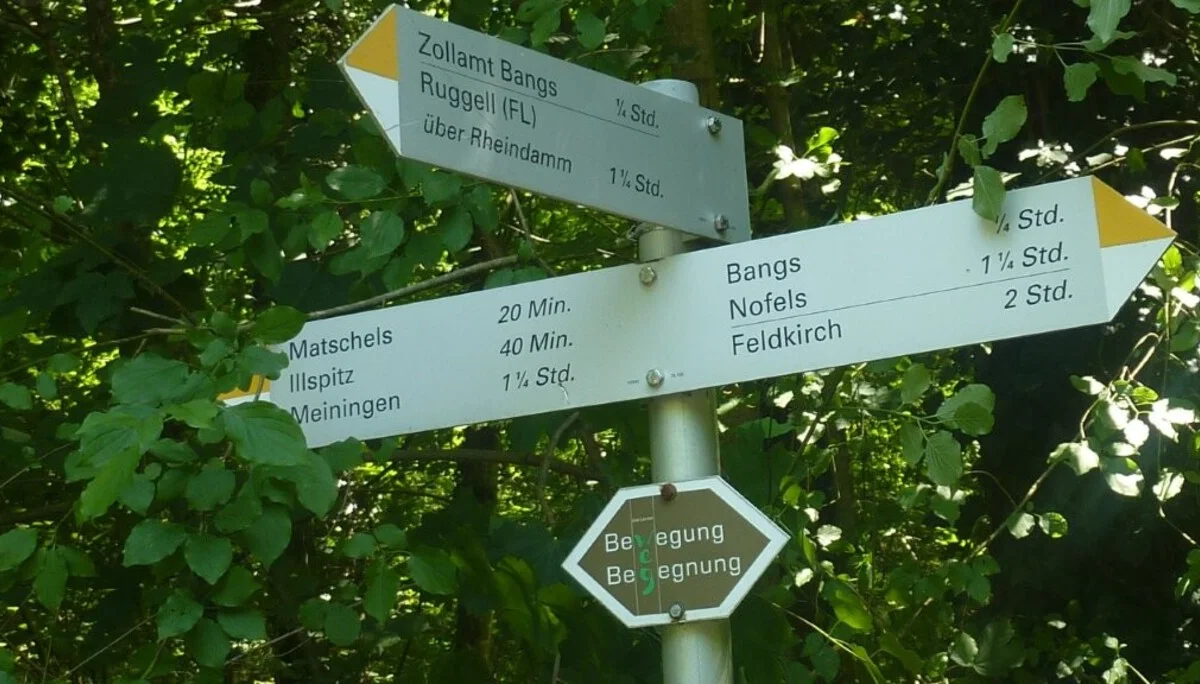 Zollamt Bangs ¼ Std.
Ruggell (FL)
über Rheindamm 1¼ Std.
Matschels 20 Min.
Illspitz 40 Min.
Meiningen 1¼ Std.
Bangs ¼ Std.
Nofels 1¼ Std.
Feldkirch 2 Std.
Bewegung
Begegnung